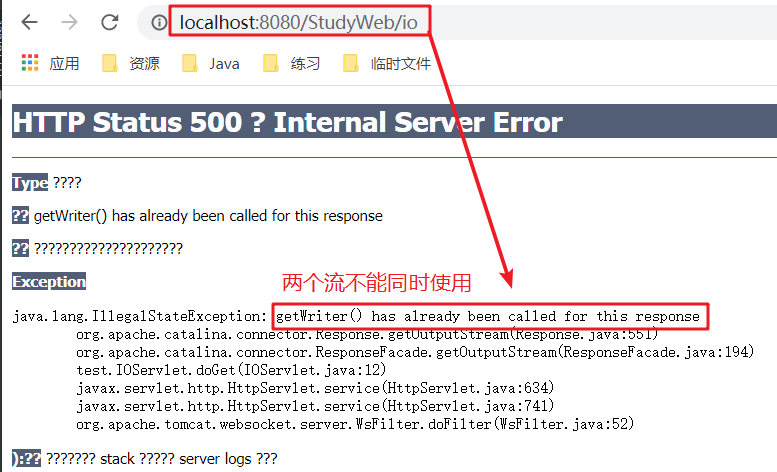 localhost:8080/StudyWeb/io
应用 资源 Java 练习 临时文件
HTTP Status 500 ? Internal Server Error
Type ????
?? getWriter() has already been called for this response
?? ?????????????????????
Exception
两个流不能同时使用
java.lang.IllegalStateException: getWriter() has already been called for this response
org.apache.catalina.connector.Response.getOutputStream(Response.java:551)
org.apache.catalina.connector.ResponseFacade.getOutputStream(ResponseFacade.java:194)
test.IOServlet.doGet(IOServlet.java:12)
javax.servlet.http.HttpServlet.service(HttpServlet.java:634)
javax.servlet.http.HttpServlet.service(HttpServlet.java:741)
org.apache.tomcat.websocket.server.WsFilter.doFilter(WsFilter.java:52)
):?? ??????? stack ????? server logs ???